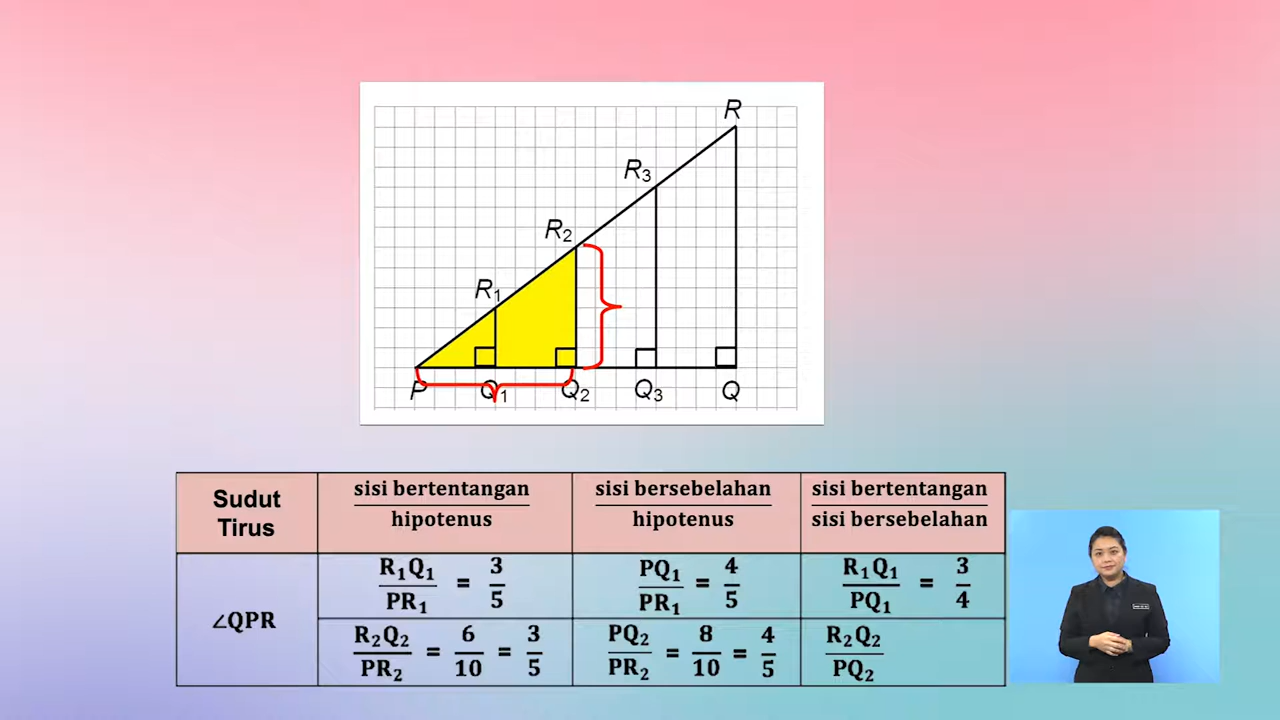 R
R₃
R₂
R₁
P Q₁ Q₂ Q₃ Q
Sudut Tirus
sisi bertentangan / hipotenus
sisi bersebelahan / hipotenus
sisi bertentangan / sisi bersebelahan
∠QPR
R₁Q₁ / PR₁ = 3/5
PQ₁ / PR₁ = 4/5
R₁Q₁ / PQ₁ = 3/4
R₂Q₂ / PR₂ = 6/10 = 3/5
PQ₂ / PR₂ = 8/10 = 4/5
R₂Q₂ / PQ₂